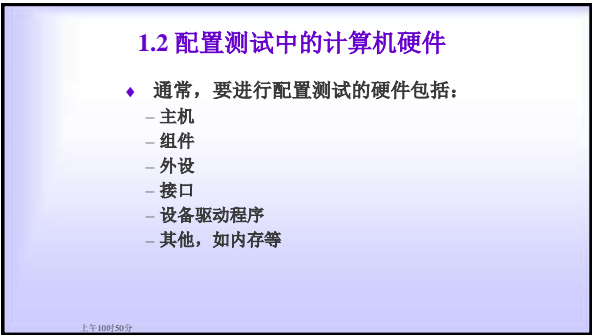 1.2 配置测试中的计算机硬件
♦ 通常，要进行配置测试的硬件包括：
– 主机
– 组件
– 外设
– 接口
– 设备驱动程序
– 其他，如内存等
上午10时50分